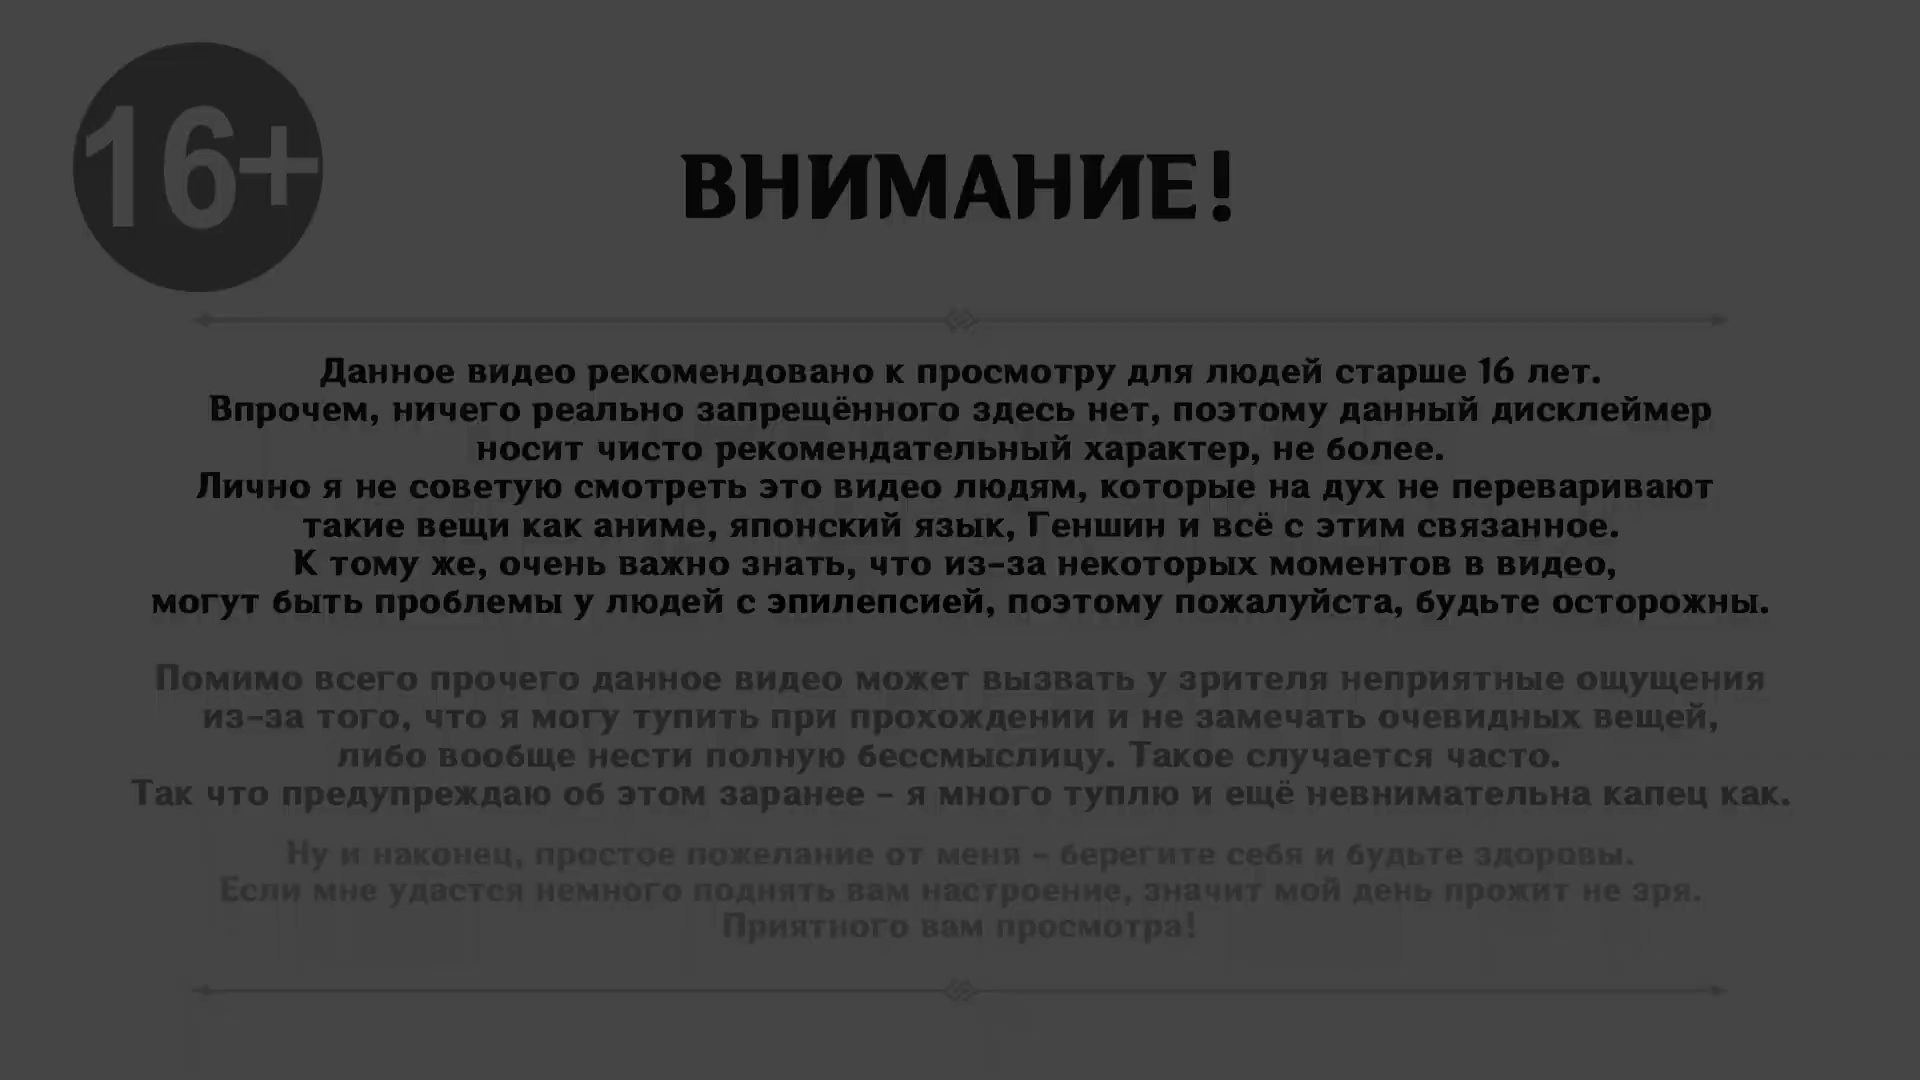 16+
ВНИМАНИЕ!
Данное видео рекомендовано к просмотру для людей старше 16 лет.
Впрочем, ничего реально запрещённого здесь нет, поэтому данный дисклеймер
носит чисто рекомендательный характер, не более.
Лично я не советую смотреть это видео людям, которые на дух не переваривают
такие вещи как аниме, японский язык, Геншин и всё с этим связанное.
К тому же, очень важно знать, что из-за некоторых моментов в видео,
могут быть проблемы у людей с эпилепсией, поэтому пожалуйста, будьте осторожны.
Помимо всего прочего данное видео может вызвать у зрителя неприятные ощущения
из-за того, что я могу тупить при прохождении и не замечать очевидных вещей,
либо вообще нести полную бессмыслицу. Такое случается часто.
Так что предупреждаю об этом заранее - я много туплю и ещё невнимательна капец как.
Ну и наконец, простое пожелание от меня - берегите себя и будьте здоровы.
Если мне удастся немного поднять вам настроение, значит мой день прожит не зря.
Приятного вам просмотра!